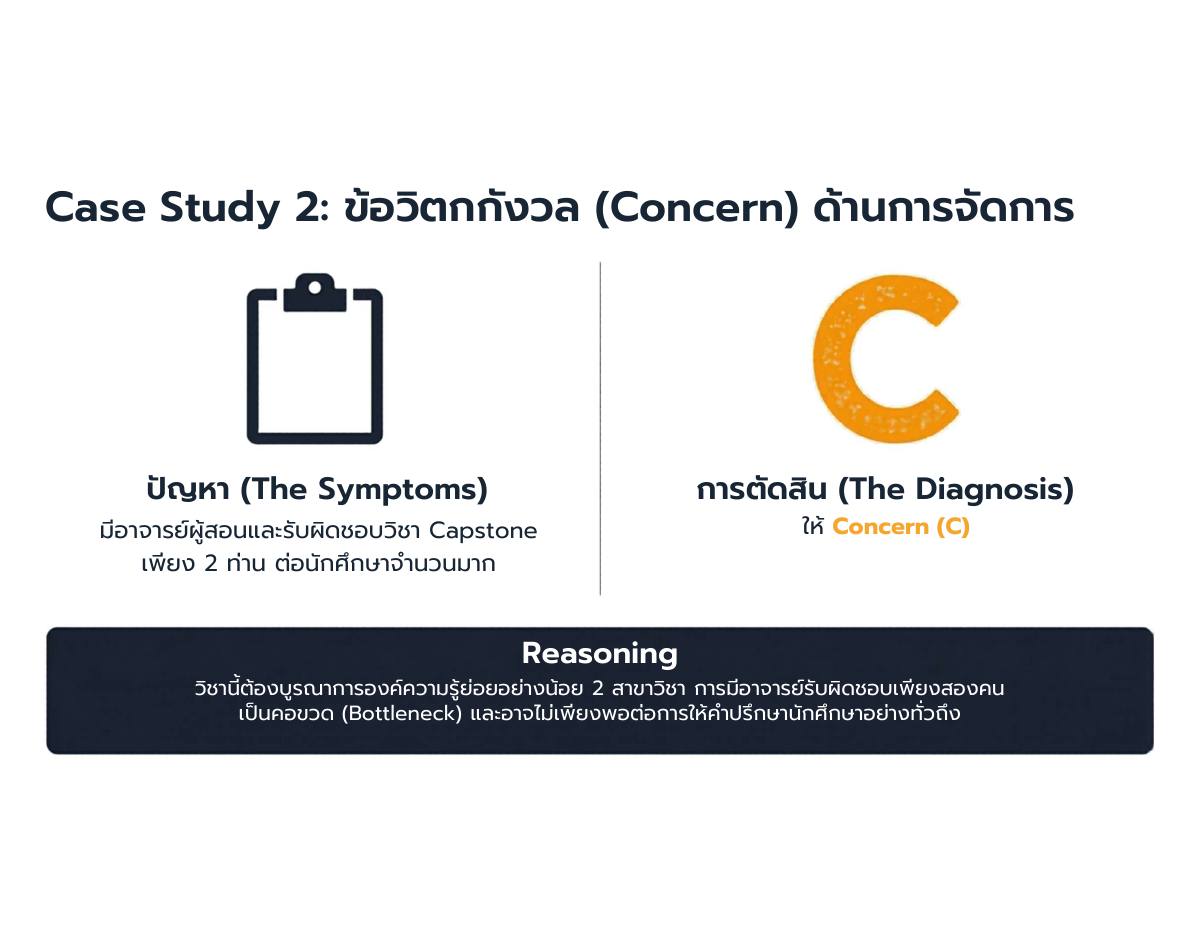 Case Study 2: ข้อวิตกกังวล (Concern) ด้านการจัดการ
C
ปัญหา (The Symptoms)
มีอาจารย์ผู้สอนและรับผิดชอบวิชา Capstone
เพียง 2 ท่าน ต่อนักศึกษาจำนวนมาก
การตัดสิน (The Diagnosis)
ให้ Concern (C)
Reasoning
วิชานี้ต้องบูรณาการองค์ความรู้ย่อยอย่างน้อย 2 สาขาวิชา การมีอาจารย์รับผิดชอบเพียงสองคน
เป็นคอขวด (Bottleneck) และอาจไม่เพียงพอต่อการให้คำปรึกษานักศึกษาอย่างทั่วถึง